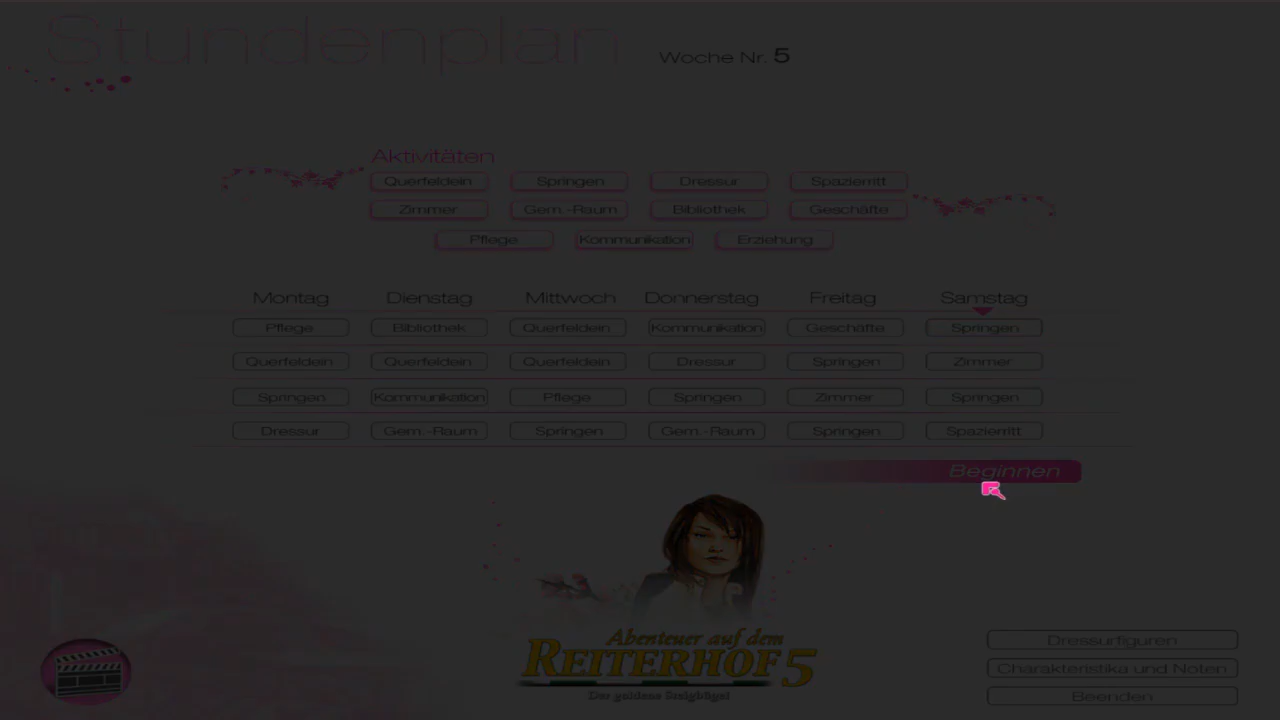 Stundenplan
Woche Nr. 5
Aktivitäten
Querfeldein Springen Dressur Spazierritt
Zimmer Gem.-Raum Bibliothek Geschäfte
Pflege Kommunikation Erziehung
Montag Dienstag Mittwoch Donnerstag Freitag Samstag
Pflege Bibliothek Querfeldein Kommunikation Geschäfte Springen
Querfeldein Querfeldein Querfeldein Dressur Springen Zimmer
Springen Kommunikation Pflege Springen Zimmer Springen
Dressur Gem.-Raum Springen Gem.-Raum Springen Spazierritt
Beginnen
Abenteuer auf dem
REITERHOF 5
Der goldene Steigbügel
Dressurfiguren
Charakteristika und Noten
Beenden